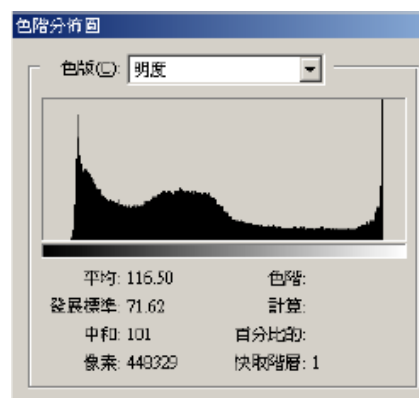 色階分佈圖
色版(C): 明度
平均: 116.50 色階:
發展標準: 71.62 計算:
中和: 101 百分比的:
像素: 448329 快取階層: 1